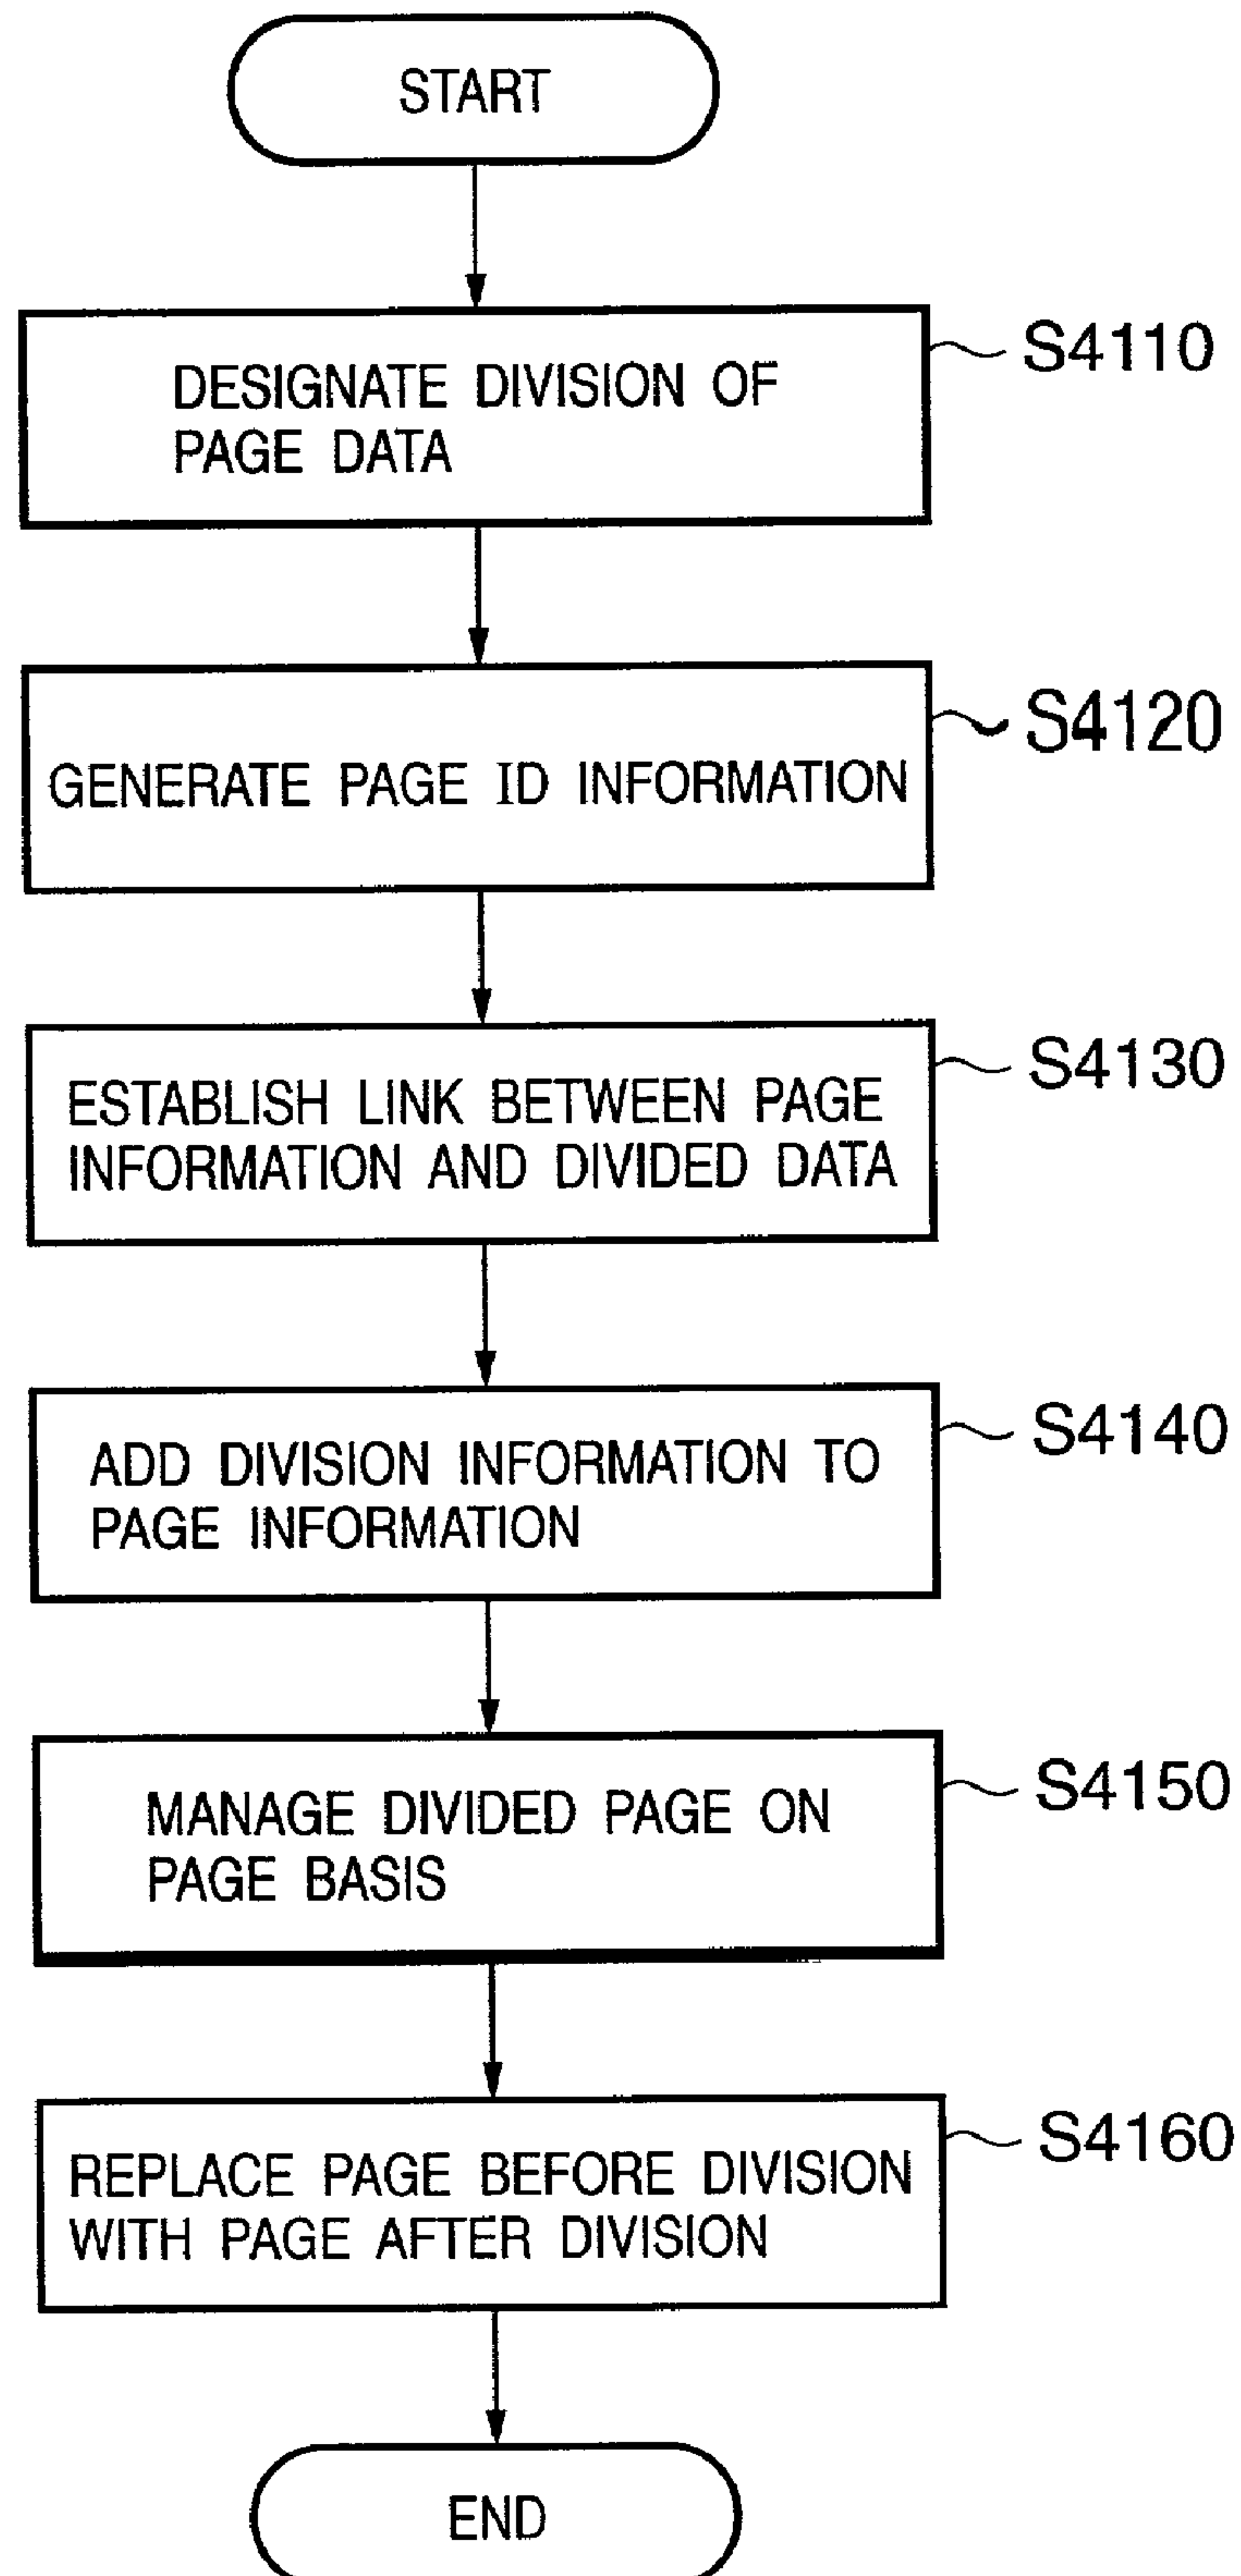 START
DESIGNATE DIVISION OF
PAGE DATA
S4110
GENERATE PAGE ID INFORMATION
S4120
ESTABLISH LINK BETWEEN PAGE
INFORMATION AND DIVIDED DATA
S4130
ADD DIVISION INFORMATION TO
PAGE INFORMATION
S4140
MANAGE DIVIDED PAGE ON
PAGE BASIS
S4150
REPLACE PAGE BEFORE DIVISION
WITH PAGE AFTER DIVISION
S4160
END